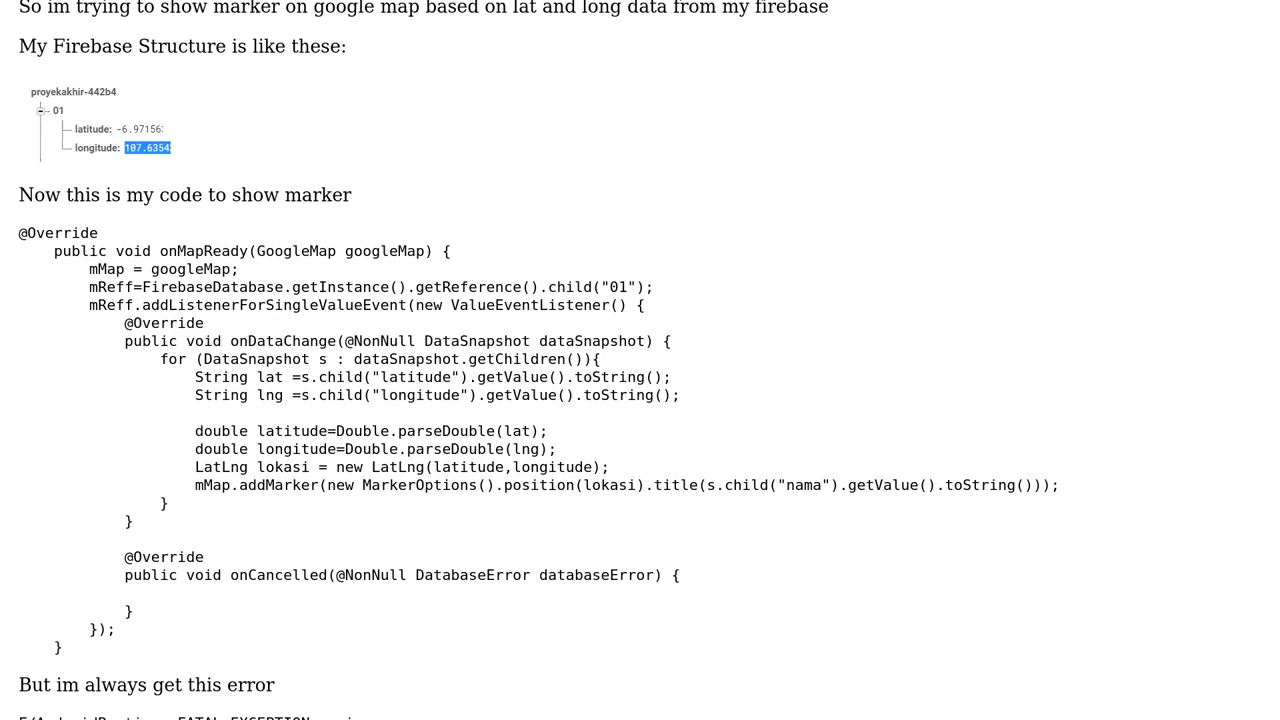 So im trying to show marker on google map based on lat and long data from my firebase
My Firebase Structure is like these:
proyekakhir-442b4
01
latitude: -6.97156
longitude: 107.6354
Now this is my code to show marker
@Override
    public void onMapReady(GoogleMap googleMap) {
        mMap = googleMap;
        mReff=FirebaseDatabase.getInstance().getReference().child("01");
        mReff.addListenerForSingleValueEvent(new ValueEventListener() {
            @Override
            public void onDataChange(@NonNull DataSnapshot dataSnapshot) {
                for (DataSnapshot s : dataSnapshot.getChildren()){
                    String lat =s.child("latitude").getValue().toString();
                    String lng =s.child("longitude").getValue().toString();
                    double latitude=Double.parseDouble(lat);
                    double longitude=Double.parseDouble(lng);
                    LatLng lokasi = new LatLng(latitude,longitude);
                    mMap.addMarker(new MarkerOptions().position(lokasi).title(s.child("nama").getValue().toString()));
                }
            }
            @Override
            public void onCancelled(@NonNull DatabaseError databaseError) {
            }
        });
    }
But im always get this error